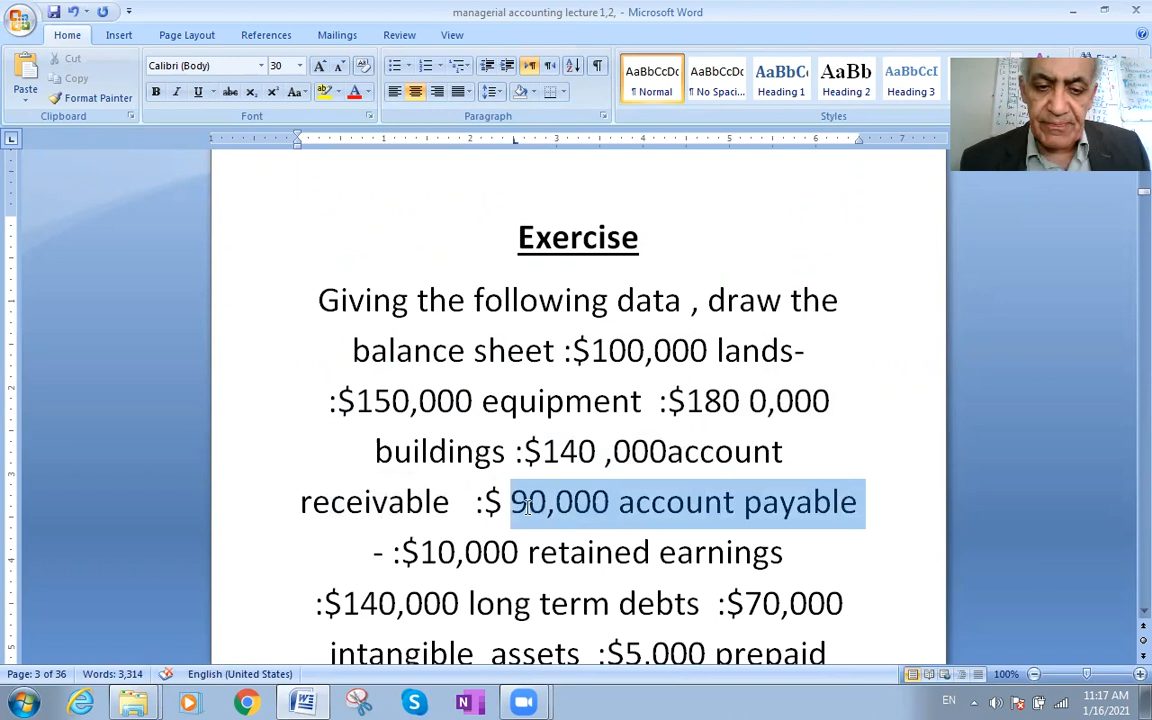 managerial accounting lecture1,2, - Microsoft Word
Home Insert Page Layout References Mailings Review View
Paste
Cut
Copy
Format Painter
Clipboard
Calibri (Body) 30
Font
Paragraph
AaBbCcDc AaBbCcDc AaBbC AaBb AaBbCcDI
¶ Normal ¶ No Spaci... Heading 1 Heading 2 Heading 3
Styles
Exercise
Giving the following data , draw the
balance sheet :$100,000 lands-
:$150,000 equipment :$180 0,000
buildings :$140 ,000account
receivable :$ 90,000 account payable
- :$10,000 retained earnings
:$140,000 long term debts :$70,000
intangible assets :$5,000 prepaid
Page: 3 of 36 Words: 3,314 English (United States) 100%
EN 11:17 AM
1/16/2021